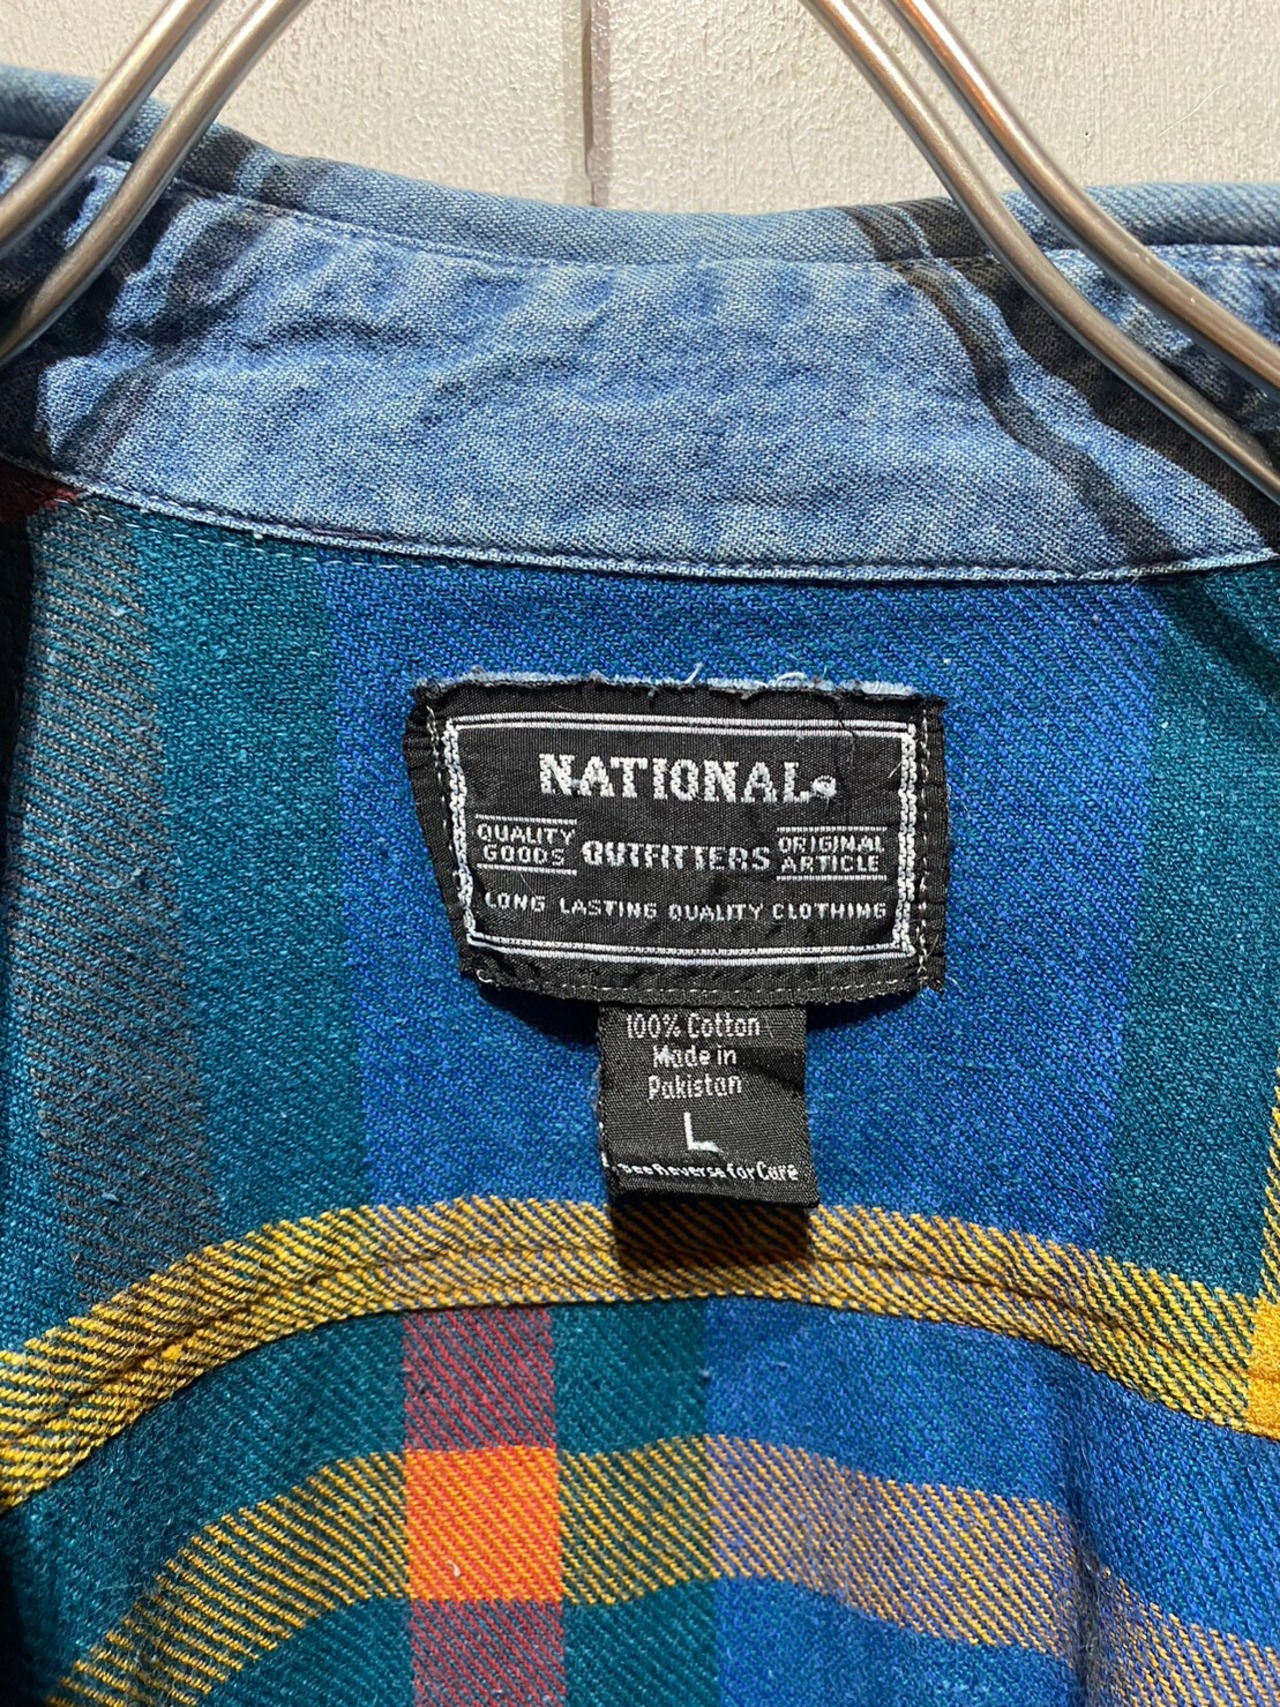 NATIONAL
QUALITY GOODS OUTFITTERS ORIGINAL ARTICLE
LONG LASTING QUALITY CLOTHING
100% Cotton
Made in
Pakistan
L
See Reverse for Care